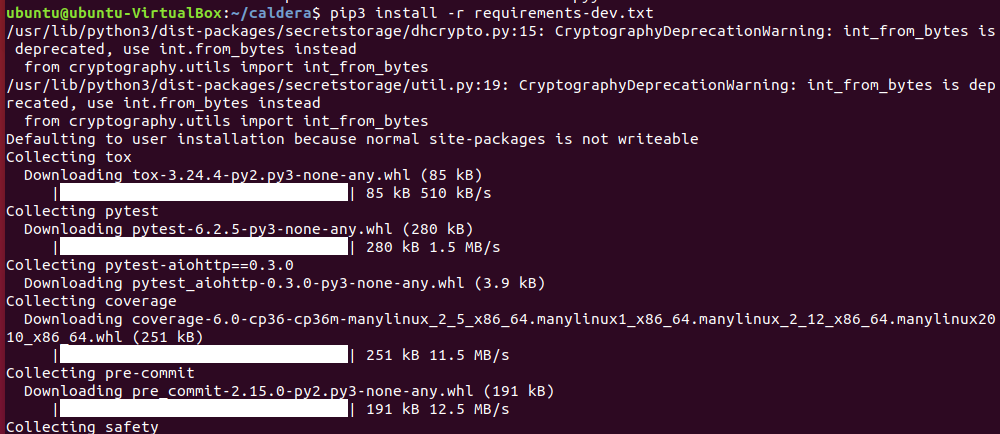 ubuntu@ubuntu-VirtualBox:~/caldera$ pip3 install -r requirements-dev.txt
/usr/lib/python3/dist-packages/secretstorage/dhcrypto.py:15: CryptographyDeprecationWarning: int_from_bytes is
 deprecated, use int.from_bytes instead
  from cryptography.utils import int_from_bytes
/usr/lib/python3/dist-packages/secretstorage/util.py:19: CryptographyDeprecationWarning: int_from_bytes is dep
recated, use int.from_bytes instead
  from cryptography.utils import int_from_bytes
Defaulting to user installation because normal site-packages is not writeable
Collecting tox
  Downloading tox-3.24.4-py2.py3-none-any.whl (85 kB)
     |████████████████████████████████| 85 kB 510 kB/s
Collecting pytest
  Downloading pytest-6.2.5-py3-none-any.whl (280 kB)
     |████████████████████████████████| 280 kB 1.5 MB/s
Collecting pytest-aiohttp==0.3.0
  Downloading pytest_aiohttp-0.3.0-py3-none-any.whl (3.9 kB)
Collecting coverage
  Downloading coverage-6.0-cp36-cp36m-manylinux_2_5_x86_64.manylinux1_x86_64.manylinux_2_12_x86_64.manylinux20
10_x86_64.whl (251 kB)
     |████████████████████████████████| 251 kB 11.5 MB/s
Collecting pre-commit
  Downloading pre_commit-2.15.0-py2.py3-none-any.whl (191 kB)
     |████████████████████████████████| 191 kB 12.5 MB/s
Collecting safety